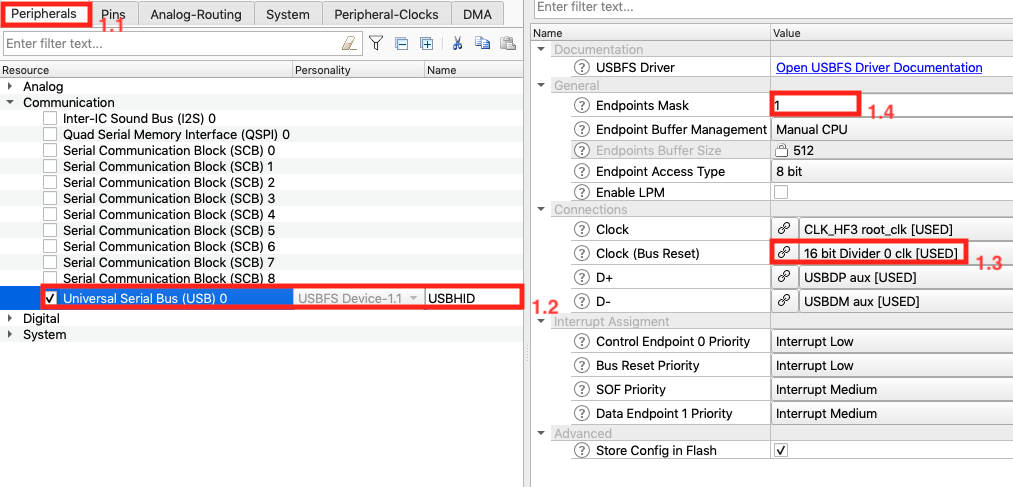 Peripherals Pins Analog-Routing System Peripheral-Clocks DMA
1.1
Enter filter text...
Resource Personality Name
Analog
Communication
Inter-IC Sound Bus (I2S) 0
Quad Serial Memory Interface (QSPI) 0
Serial Communication Block (SCB) 0
Serial Communication Block (SCB) 1
Serial Communication Block (SCB) 2
Serial Communication Block (SCB) 3
Serial Communication Block (SCB) 4
Serial Communication Block (SCB) 5
Serial Communication Block (SCB) 6
Serial Communication Block (SCB) 7
Serial Communication Block (SCB) 8
Universal Serial Bus (USB) 0 USBFS Device-1.1 USBHID
1.2
Digital
System
Enter filter text...
Name Value
Documentation
USBFS Driver Open USBFS Driver Documentation
General
Endpoints Mask 1
1.4
Endpoint Buffer Management Manual CPU
Endpoints Buffer Size 512
Endpoint Access Type 8 bit
Enable LPM
Connections
Clock CLK_HF3 root_clk [USED]
Clock (Bus Reset) 16 bit Divider 0 clk [USED]
1.3
D+ USBDP aux [USED]
D- USBDM aux [USED]
Interrupt Assigment
Control Endpoint 0 Priority Interrupt Low
Bus Reset Priority Interrupt Low
SOF Priority Interrupt Medium
Data Endpoint 1 Priority Interrupt Medium
Advanced
Store Config in Flash